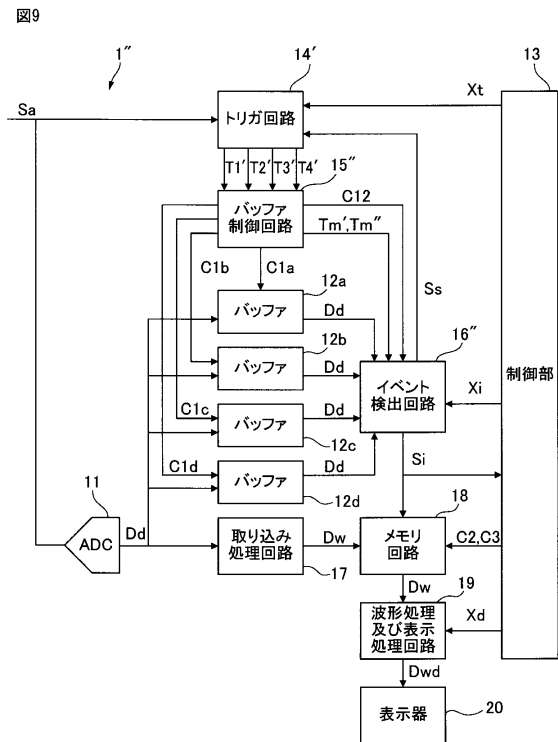 図9
1"
14'
13
Sa
トリガ回路
Xt
T1' T2' T3' T4'
15"
C12
バッファ
制御回路
Tm',Tm"
C1b
C1a
Ss
12a
バッファ
Dd
12b
16"
バッファ
Dd
イベント
検出回路
Xi
制御部
C1c
バッファ
Dd
12c
C1d
バッファ
Dd
12d
Si
11
18
ADC
Dd
取り込み
処理回路
Dw
メモリ
回路
C2,C3
17
Dw
19
波形処理
及び表示
処理回路
Xd
Dwd
表示器
20